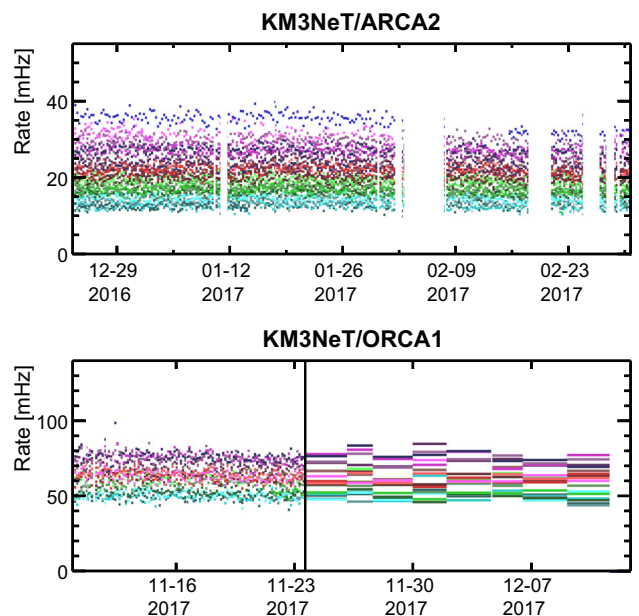 KM3NeT/ARCA2
Rate [mHz]
40
20
0
12-29 01-12 01-26 02-09 02-23
2016 2017 2017 2017 2017
KM3NeT/ORCA1
Rate [mHz]
100
50
0
11-16 11-23 11-30 12-07
2017 2017 2017 2017